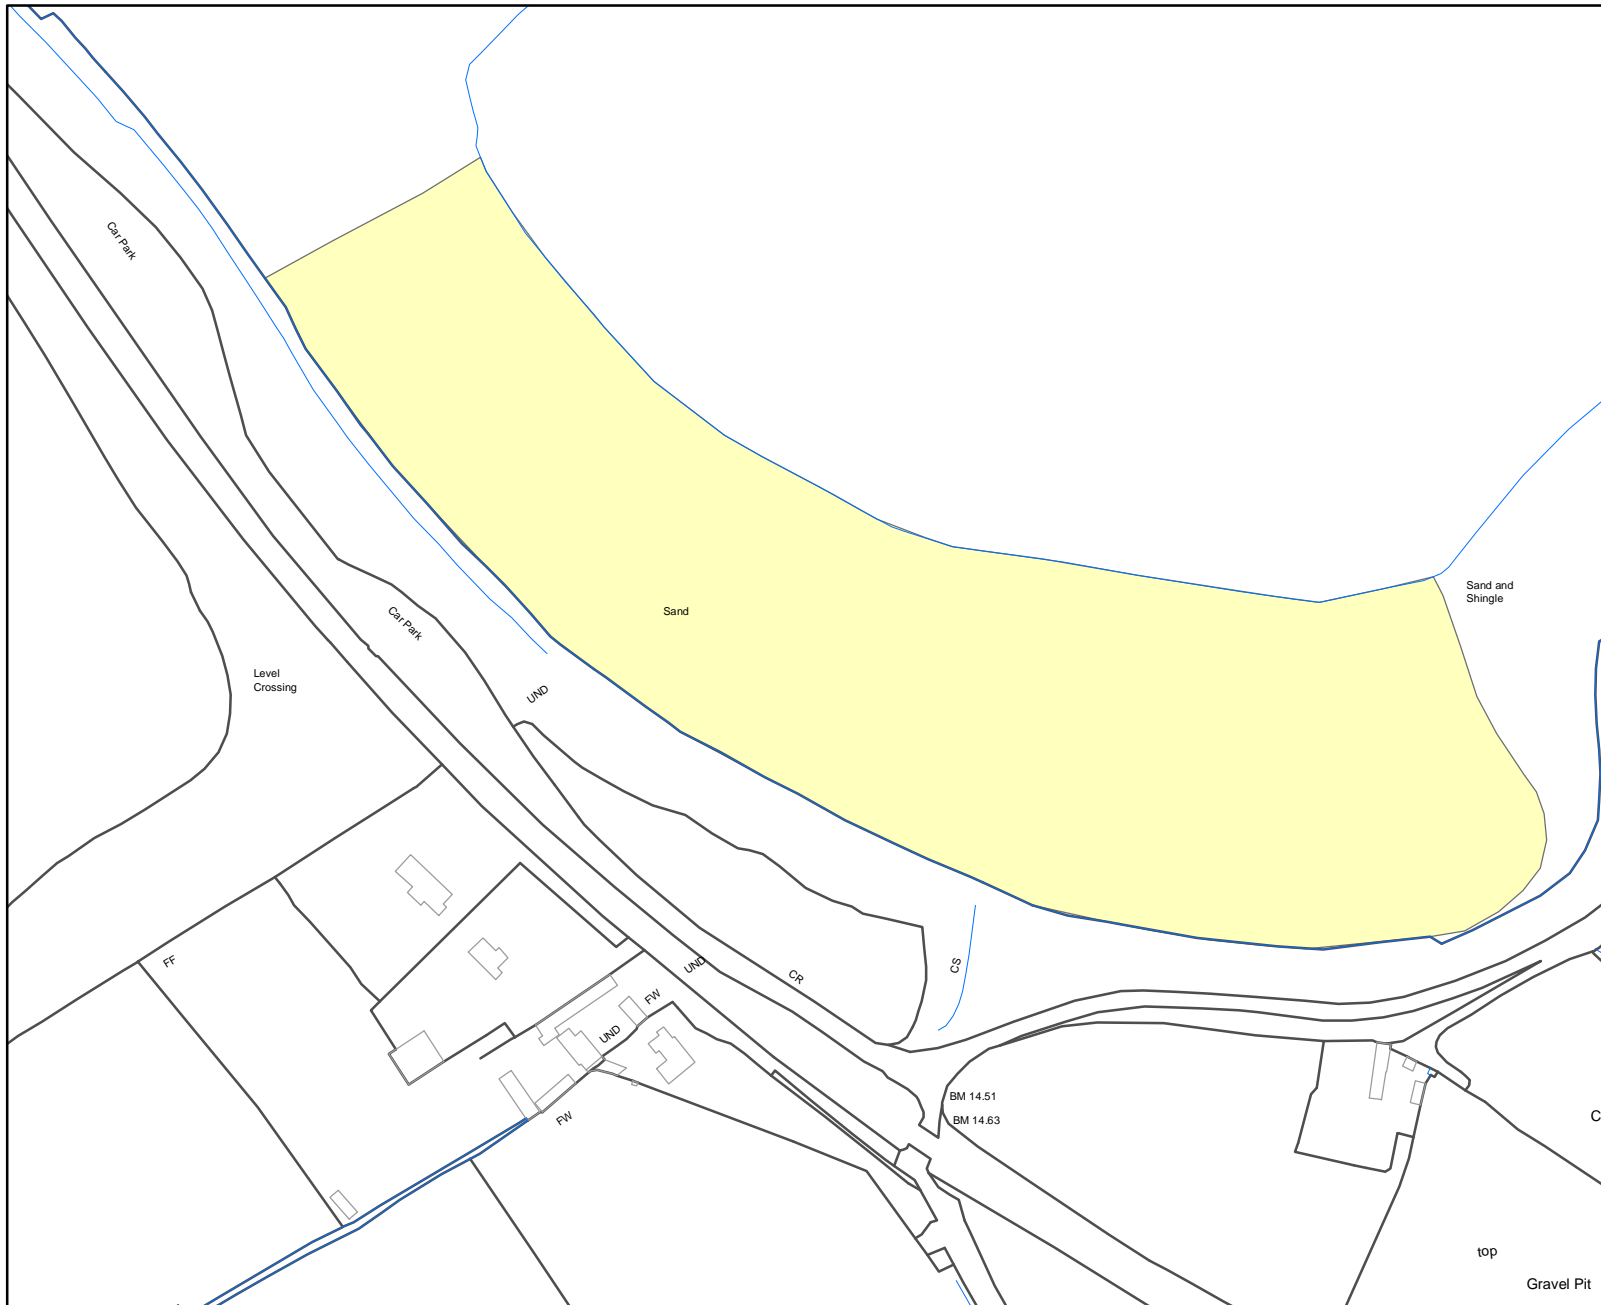 Car Park
Sand and
Shingle
Sand
Car Park
Level
Crossing
UND
FF
UND
CR
CS
FW
UND
FW
BM 14.51
BM 14.63
C
top
Gravel Pit